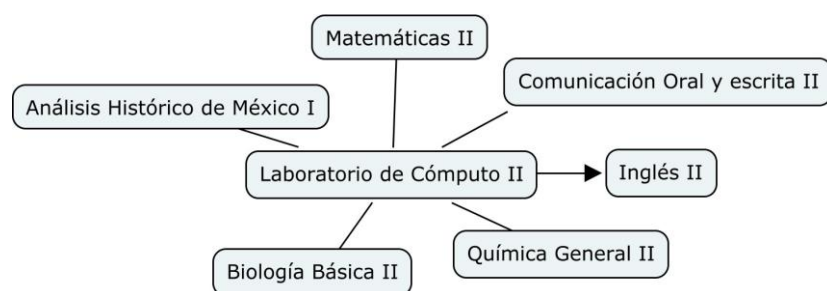 Matemáticas II
Comunicación Oral y escrita II
Análisis Histórico de México I
Laboratorio de Cómputo II
Inglés II
Química General II
Biología Básica II